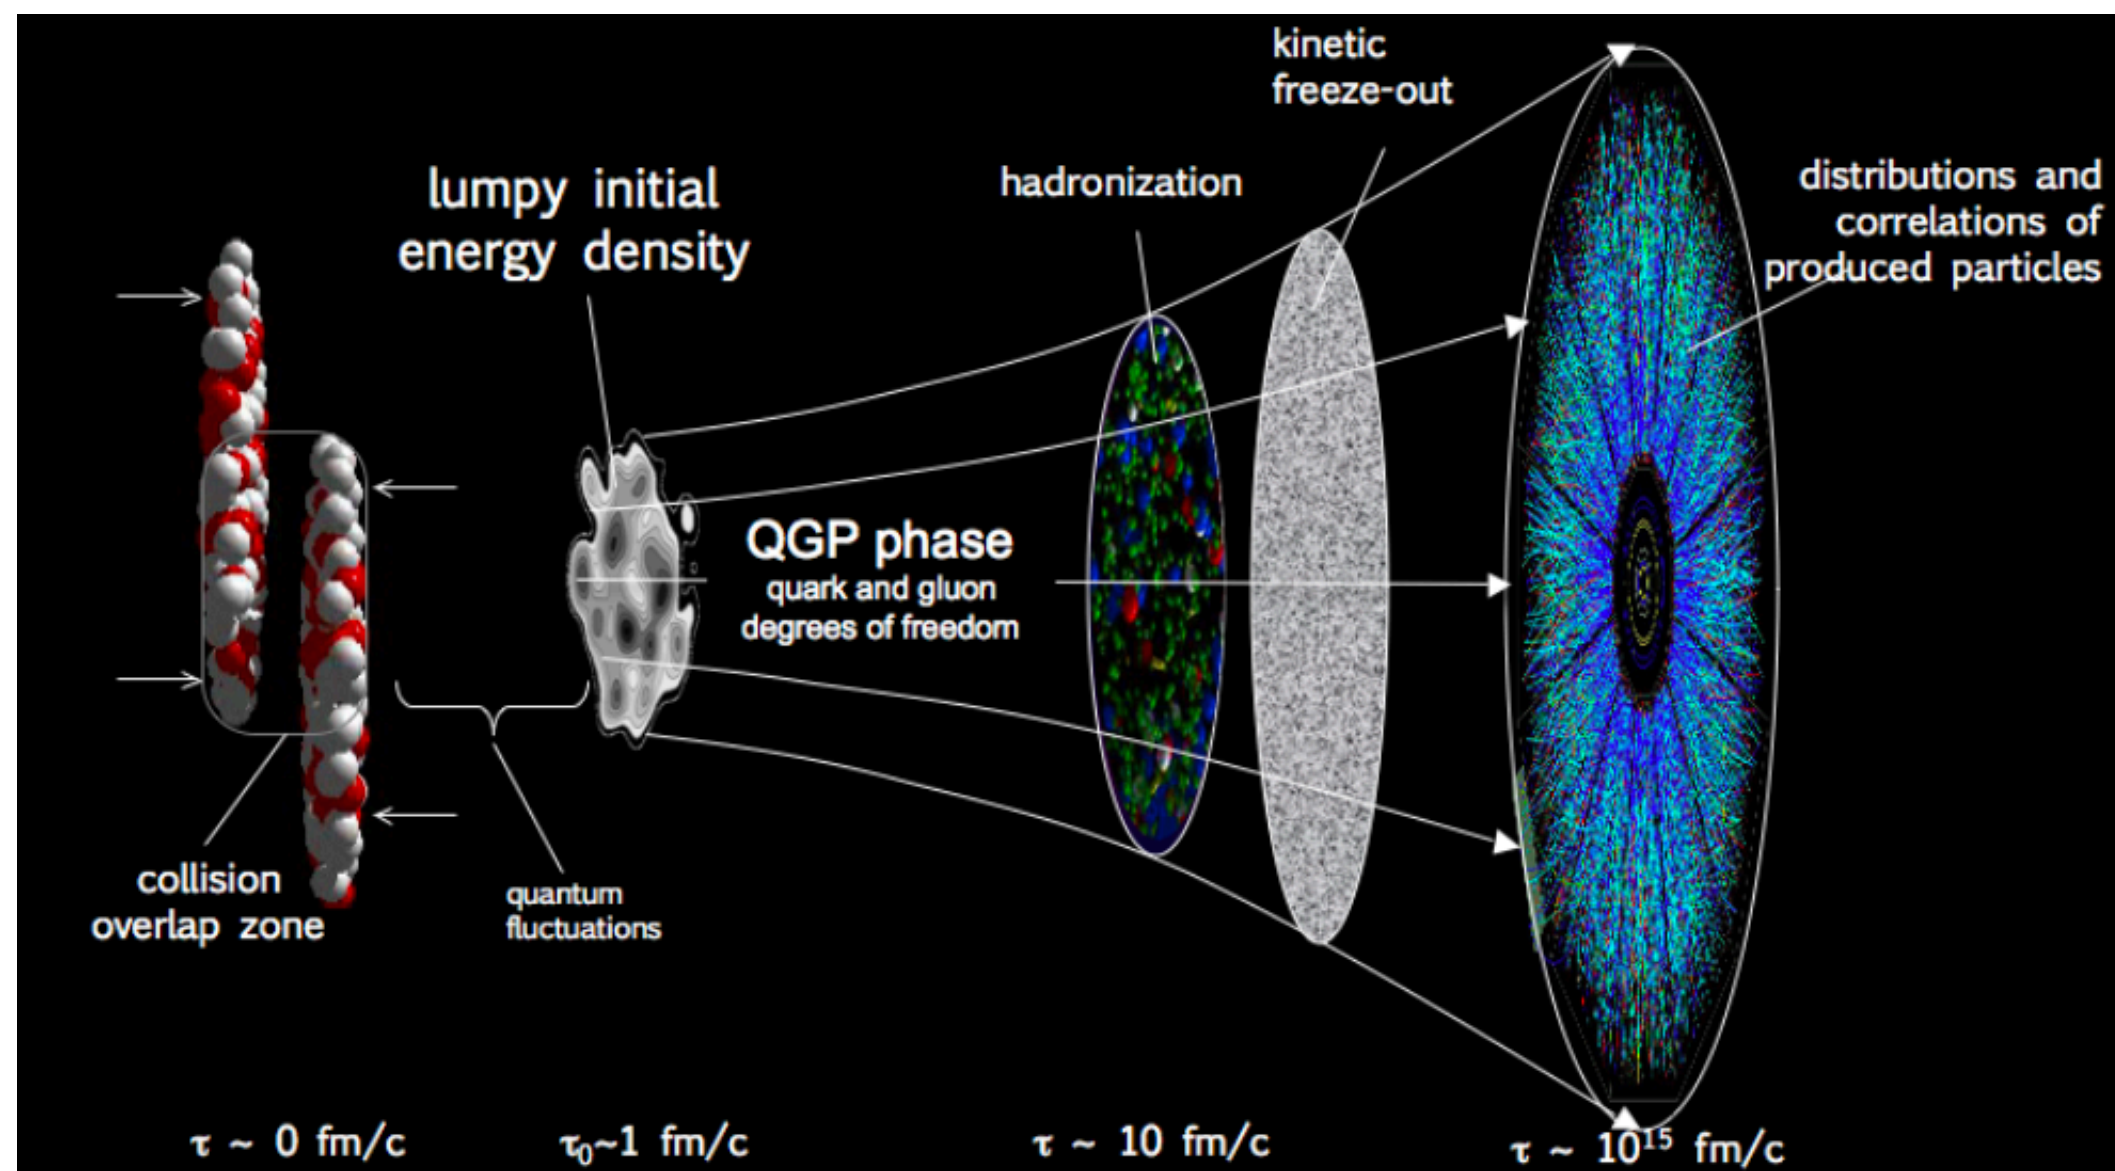 kinetic
freeze-out
lumpy initial
energy density
hadronization
distributions and
correlations of
produced particles
QGP phase
quark and gluon
degrees of freedom
collision
overlap zone
quantum
fluctuations
τ ~ 0 fm/c
τ₀~1 fm/c
τ ~ 10 fm/c
τ ~ 10¹⁵ fm/c